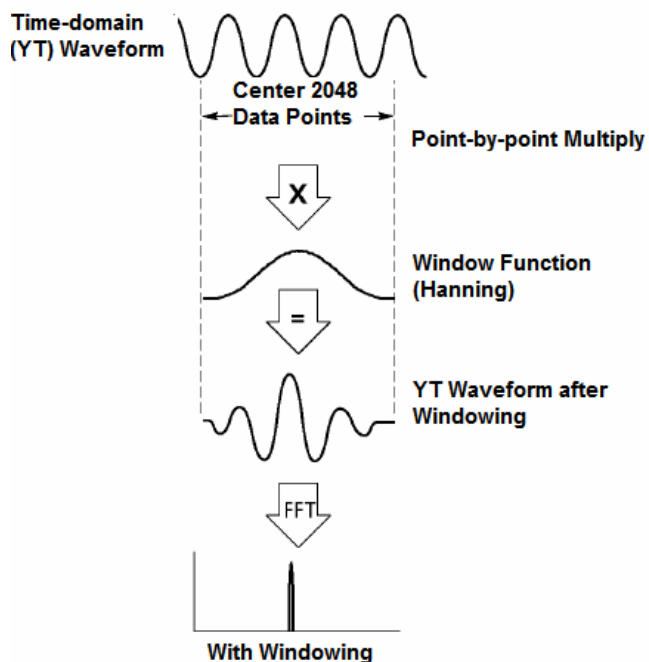 Time-domain
(YT) Waveform
Center 2048
Data Points
Point-by-point Multiply
X
Window Function
(Hanning)
=
YT Waveform after
Windowing
FFT
With Windowing